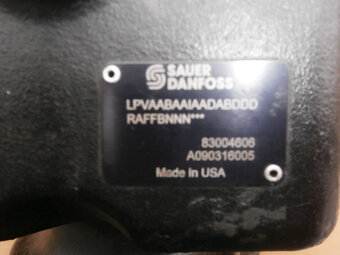 SAUER
DANFOSS
LPVAABAAIAADABDDD
RAFFBNNN***
83004606
A090316005
Made in USA